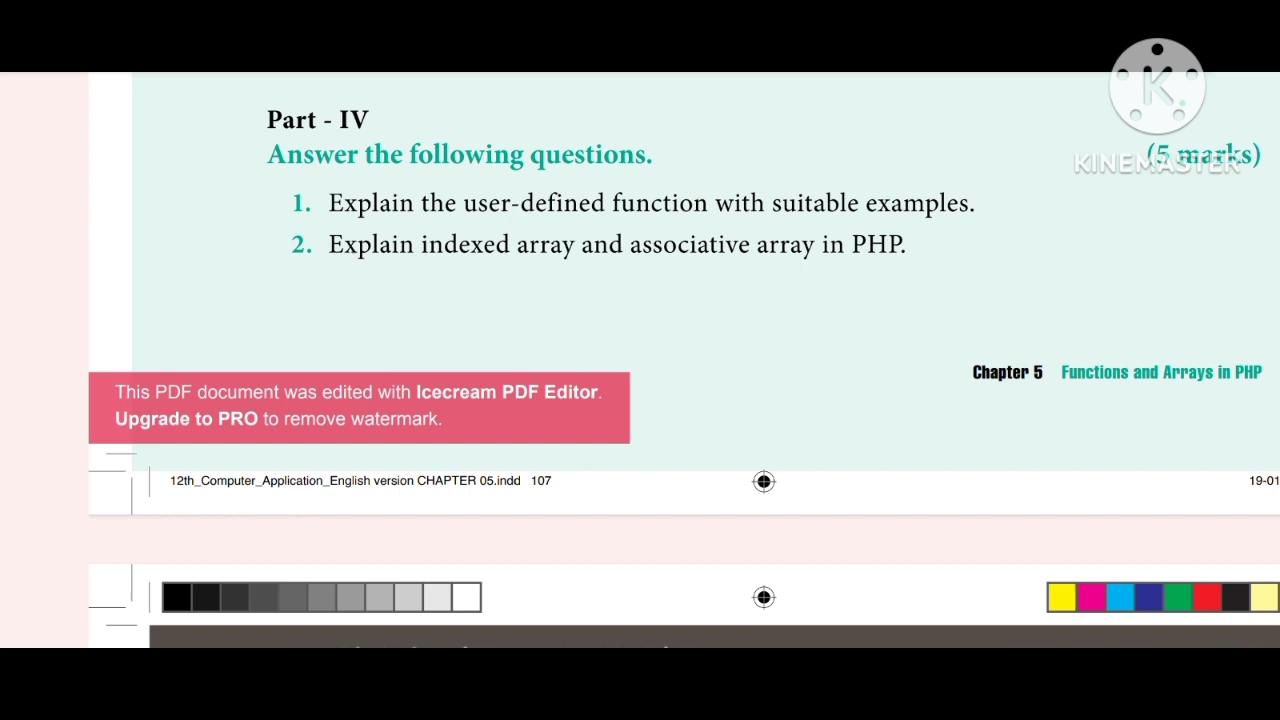 Part - IV
Answer the following questions. (5 marks)
KINEMASTER
1. Explain the user-defined function with suitable examples.
2. Explain indexed array and associative array in PHP.
Chapter 5 Functions and Arrays in PHP
This PDF document was edited with Icecream PDF Editor.
Upgrade to PRO to remove watermark.
12th_Computer_Application_English version CHAPTER 05.indd 107
19-01